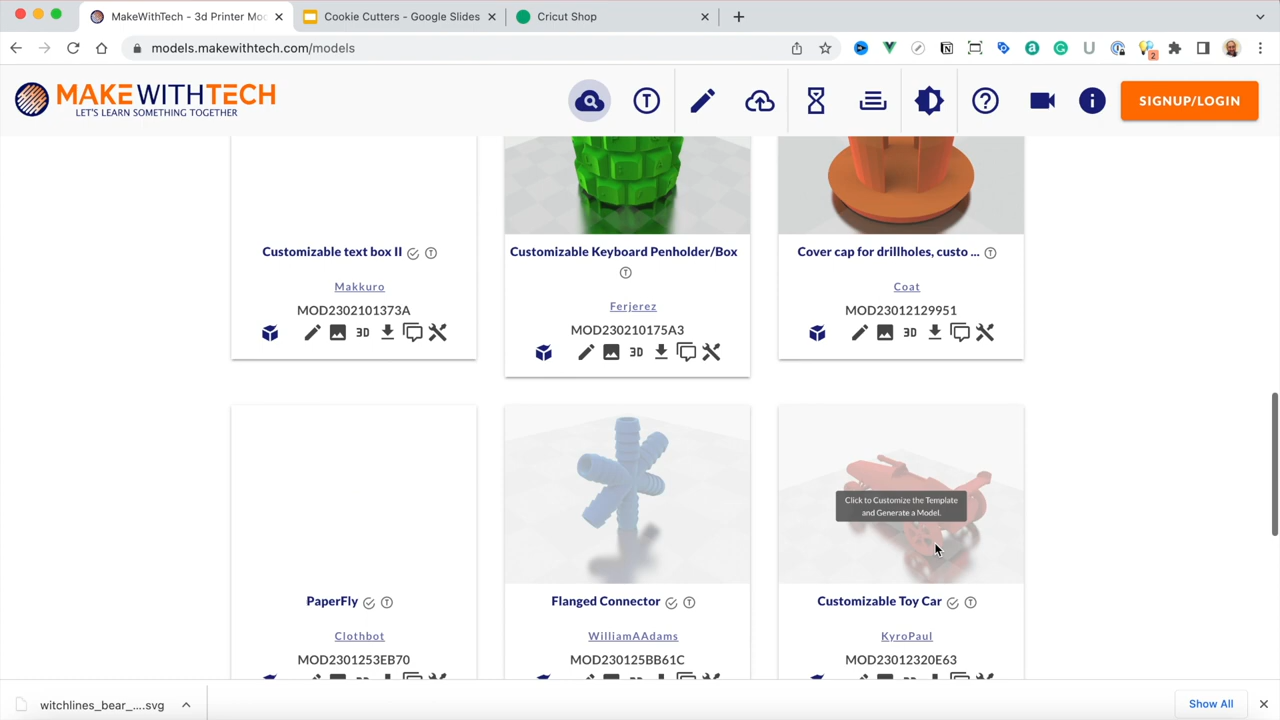 MakeWithTech - 3d Printer Mo
Cookie Cutters - Google Slides
Cricut Shop
models.makewithtech.com/models
2
MAKEWITHTECH
LET'S LEARN SOMETHING TOGETHER
SIGNUP/LOGIN
Customizable text box II
Makkuro
MOD2302101373A
3D
Customizable Keyboard Penholder/Box
Ferjerez
MOD230210175A3
3D
Cover cap for drillholes, custo ...
Coat
MOD23012129951
3D
Click to Customize the Template
and Generate a Model.
PaperFly
Clothbot
MOD2301253EB70
Flanged Connector
WilliamAAdams
MOD230125BB61C
Customizable Toy Car
KyroPaul
MOD23012320E63
witchlines_bear_....svg
Show All